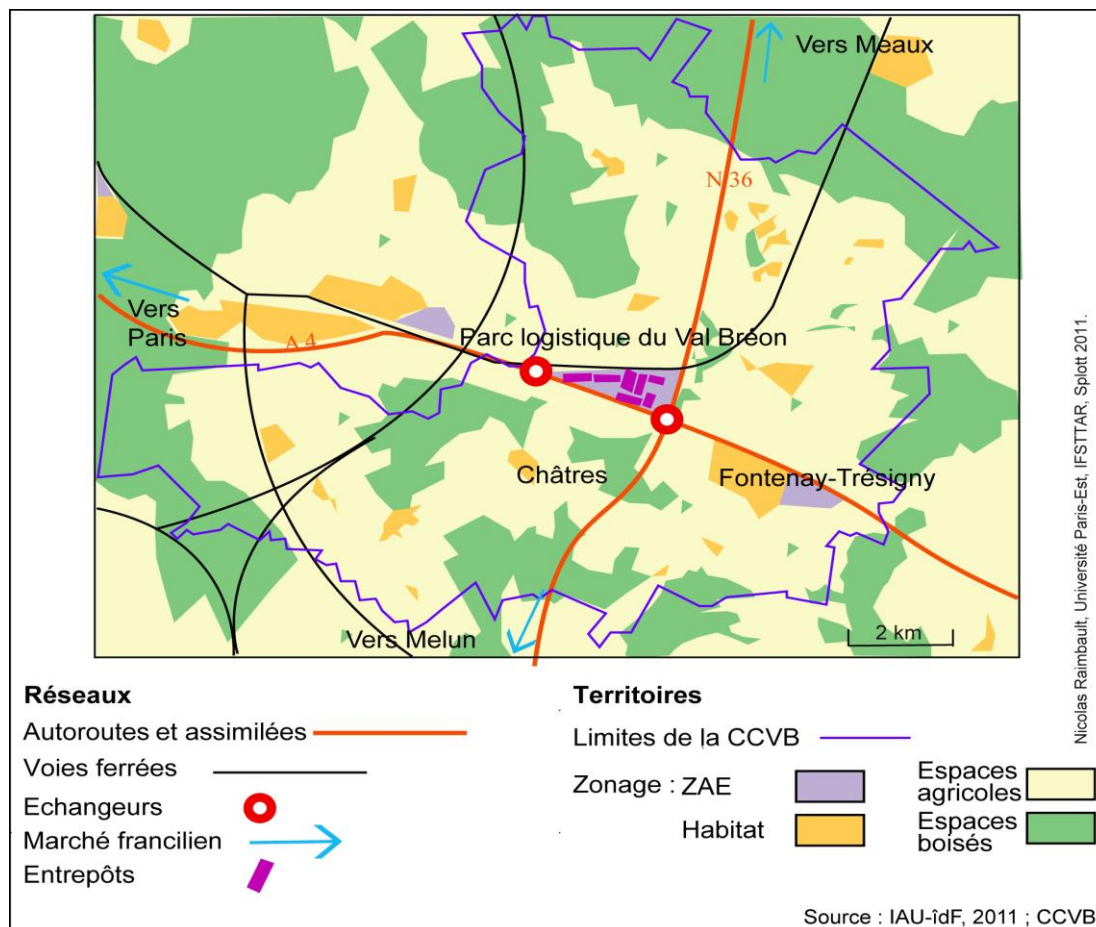 Vers Meaux
N 36
Vers
Paris
A 4
Parc logistique du Val Bréon
Châtres
Fontenay-Trésigny
Vers Melun
2 km
Nicolas Raimbault, Université Paris-Est, IFSTTAR, Splott 2011.
Réseaux
Autoroutes et assimilées
Voies ferrées
Echangeurs
Marché francilien
Entrepôts
Territoires
Limites de la CCVB
Zonage : ZAE
Habitat
Espaces
agricoles
Espaces
boisés
Source : IAU-îdF, 2011 ; CCVB